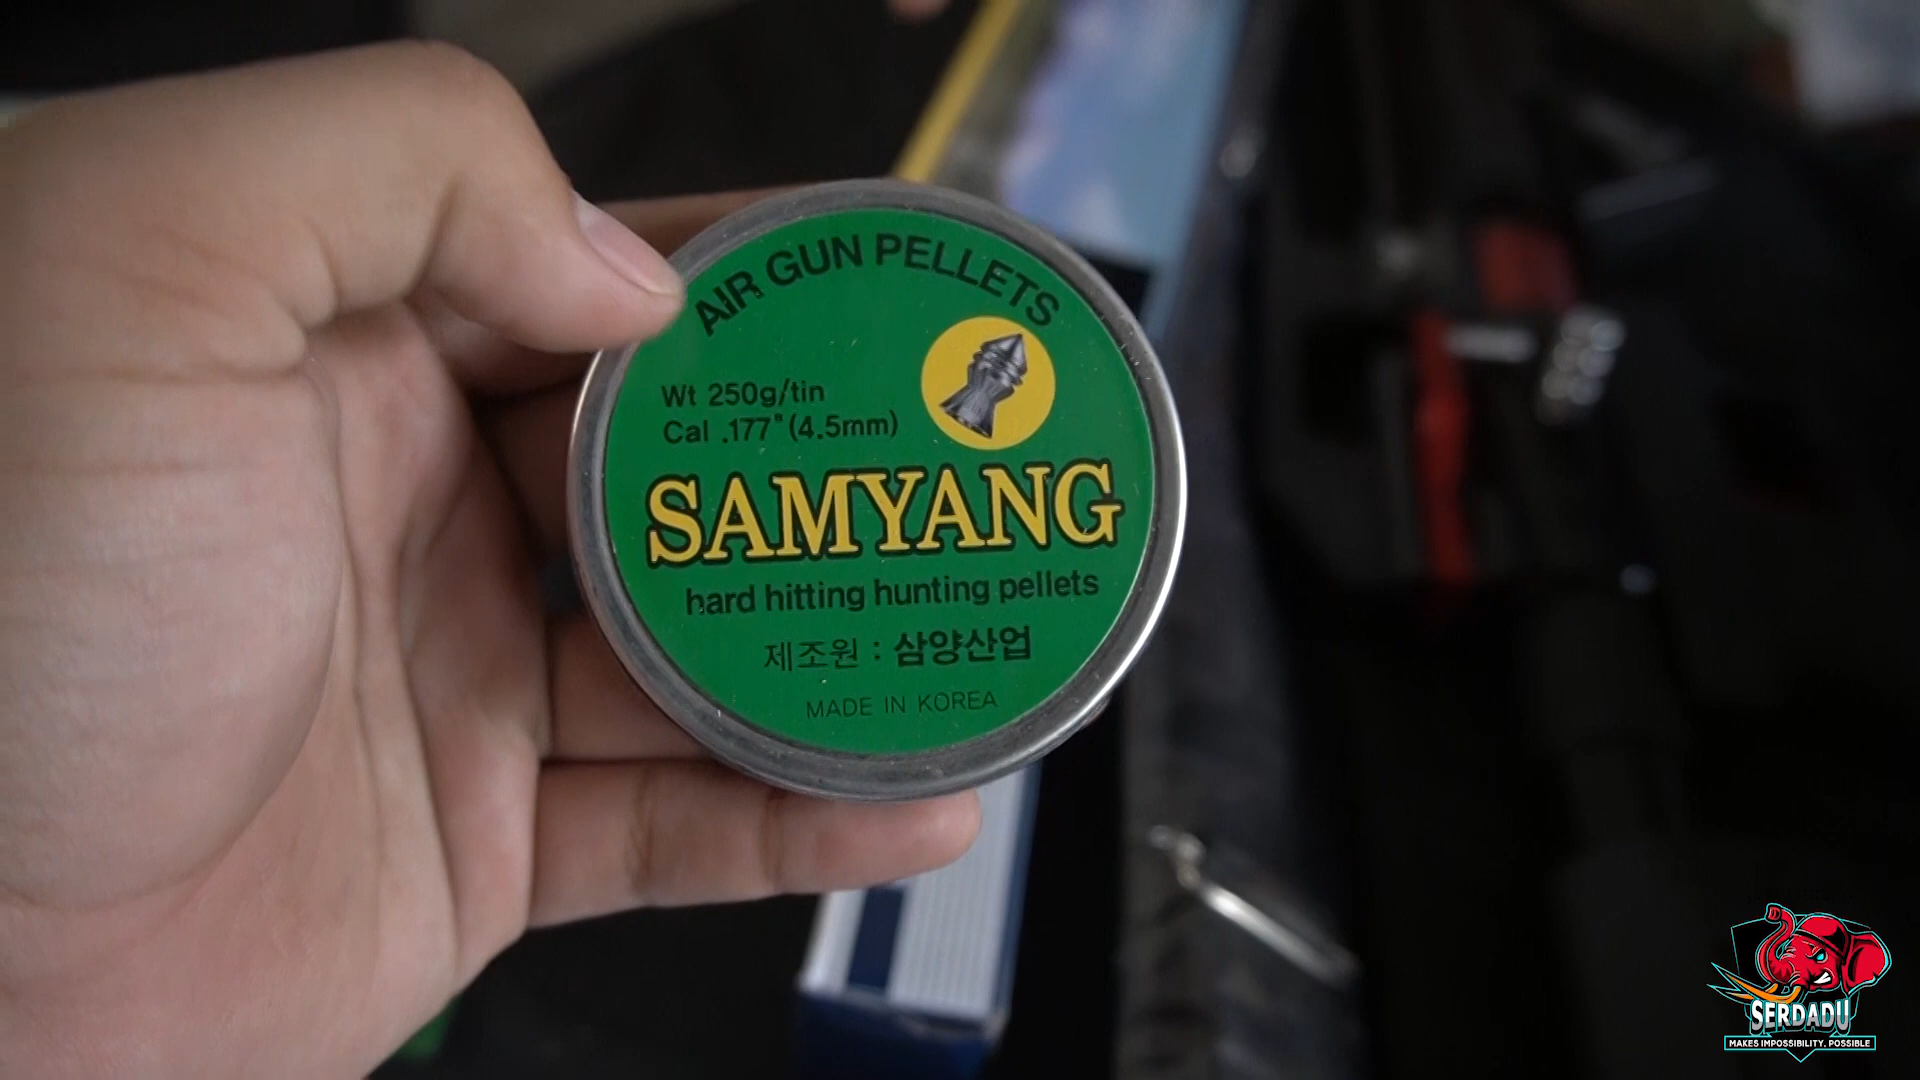 AIR GUN PELLETS
Wt 250g/tin
Cal .177"(4.5mm)
SAMYANG
hard hitting hunting pellets
제조원 : 삼양산업
MADE IN KOREA
SERDADU
MAKES IMPOSSIBILITY, POSSIBLE